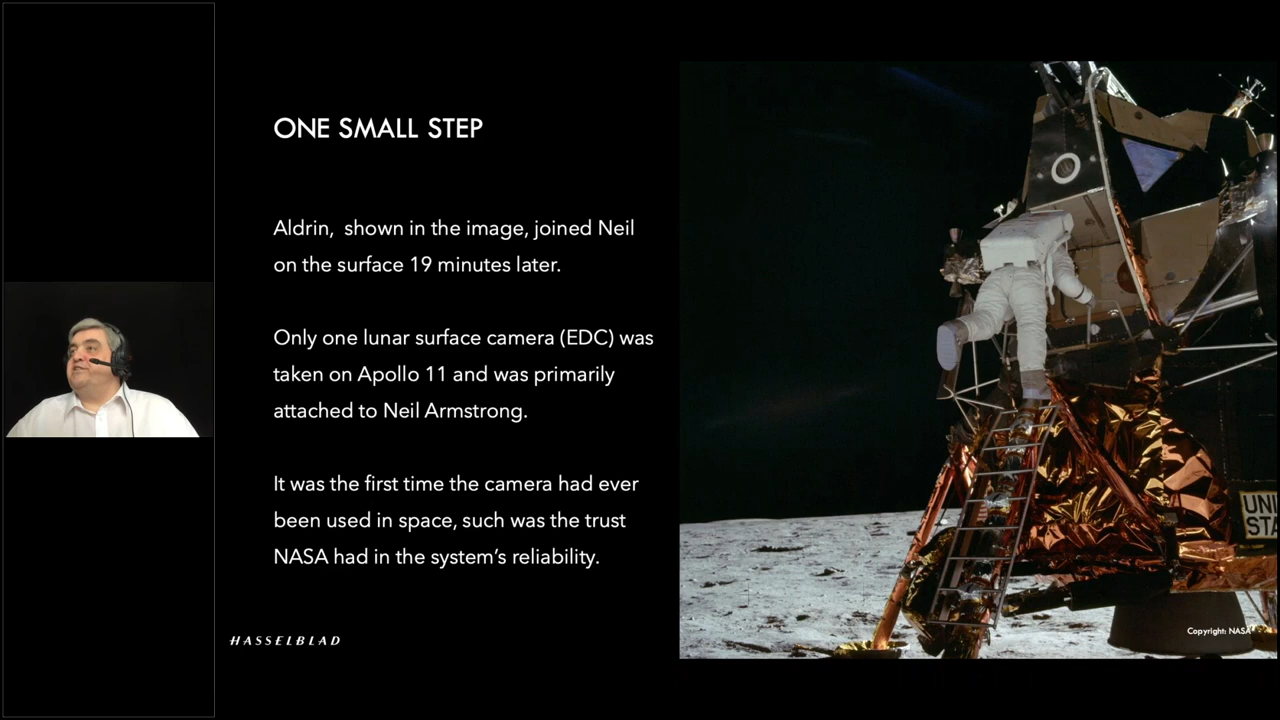 ONE SMALL STEP
Aldrin,  shown in the image, joined Neil
on the surface 19 minutes later.
Only one lunar surface camera (EDC) was
taken on Apollo 11 and was primarily
attached to Neil Armstrong.
It was the first time the camera had ever
been used in space, such was the trust
NASA had in the system’s reliability.
HASSELBLAD
UNI
STA
Copyright: NASA